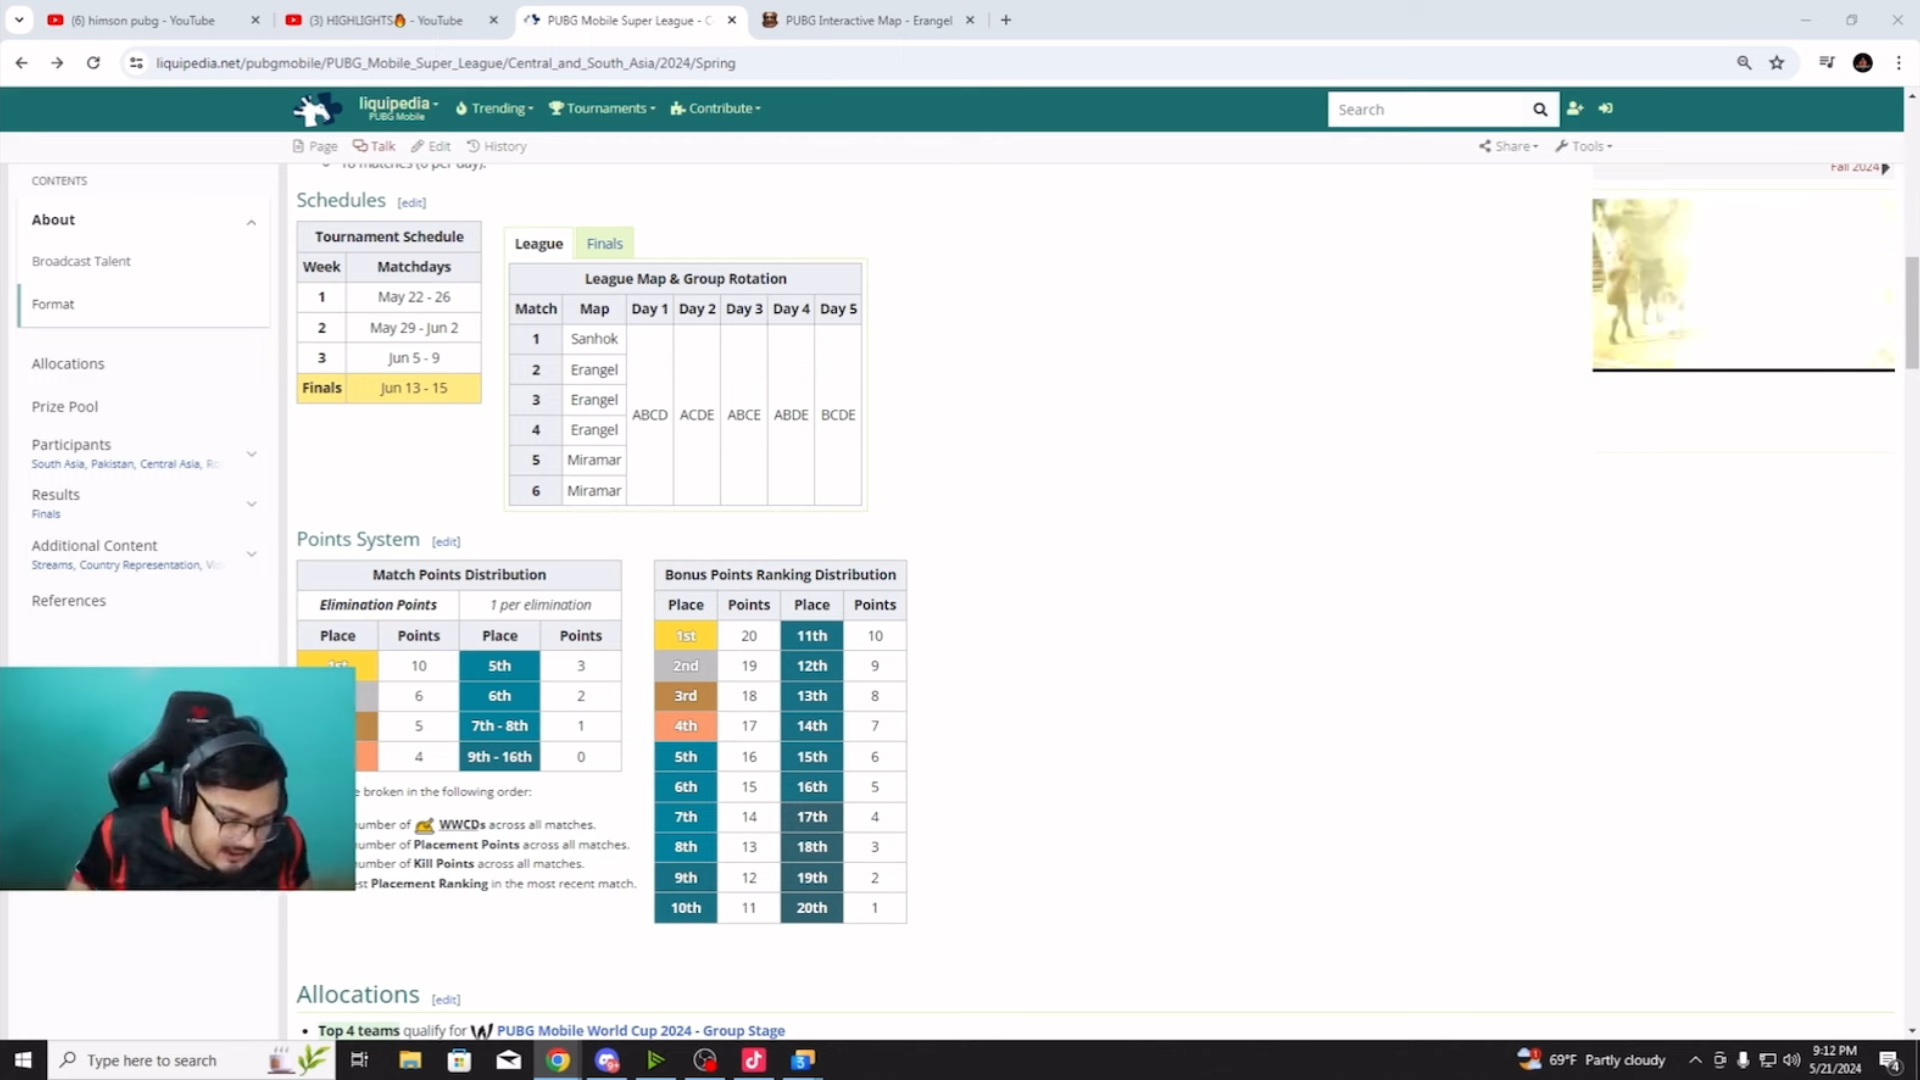 (6) himson pubg - YouTube
(3) HIGHLIGHTS🔥 - YouTube
PUBG Mobile Super League - C
PUBG Interactive Map - Erangel
liquipedia.net/pubgmobile/PUBG_Mobile_Super_League/Central_and_South_Asia/2024/Spring
liquipedia
PUBG Mobile
Trending
Tournaments
Contribute
Search
Page
Talk
Edit
History
Share
Tools
18 matches (6 per day).
Fall 2024
CONTENTS
About
Broadcast Talent
Format
Allocations
Prize Pool
Participants
South Asia, Pakistan, Central Asia,
Results
Finals
Additional Content
Streams, Country Representation,
References
Schedules [edit]
Tournament Schedule
Week Matchdays
1 May 22 - 26
2 May 29 - Jun 2
3 Jun 5 - 9
Finals Jun 13 - 15
League Finals
League Map & Group Rotation
Match Map Day 1 Day 2 Day 3 Day 4 Day 5
1 Sanhok
2 Erangel
3 Erangel
ABCD ACDE ABCE ABDE BCDE
4 Erangel
5 Miramar
6 Miramar
Points System [edit]
Match Points Distribution
Elimination Points 1 per elimination
Place Points Place Points
1st 10 5th 3
6 6th 2
5 7th - 8th 1
4 9th - 16th 0
e broken in the following order:
umber of WWCDs across all matches.
umber of Placement Points across all matches.
umber of Kill Points across all matches.
est Placement Ranking in the most recent match.
Bonus Points Ranking Distribution
Place Points Place Points
1st 20 11th 10
2nd 19 12th 9
3rd 18 13th 8
4th 17 14th 7
5th 16 15th 6
6th 15 16th 5
7th 14 17th 4
8th 13 18th 3
9th 12 19th 2
10th 11 20th 1
Allocations [edit]
• Top 4 teams qualify for PUBG Mobile World Cup 2024 - Group Stage
Type here to search
69°F Partly cloudy
9:12 PM
5/21/2024
4